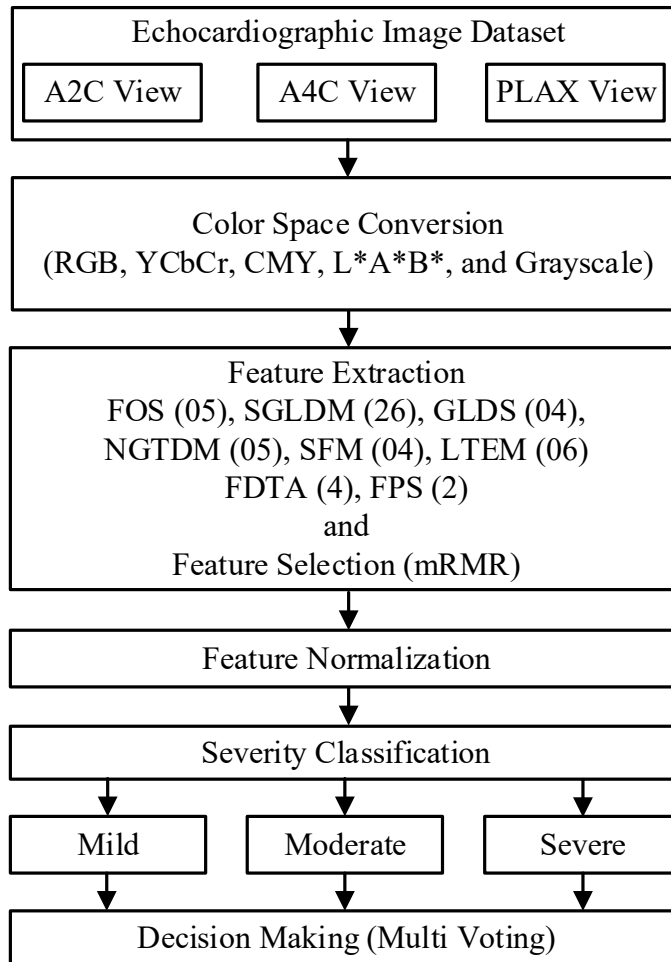 Echocardiographic Image Dataset
A2C View
A4C View
PLAX View
Color Space Conversion
(RGB, YCbCr, CMY, L*A*B*, and Grayscale)
Feature Extraction
FOS (05), SGLDM (26), GLDS (04),
NGTDM (05), SFM (04), LTEM (06)
FDTA (4), FPS (2)
and
Feature Selection (mRMR)
Feature Normalization
Severity Classification
Mild
Moderate
Severe
Decision Making (Multi Voting)